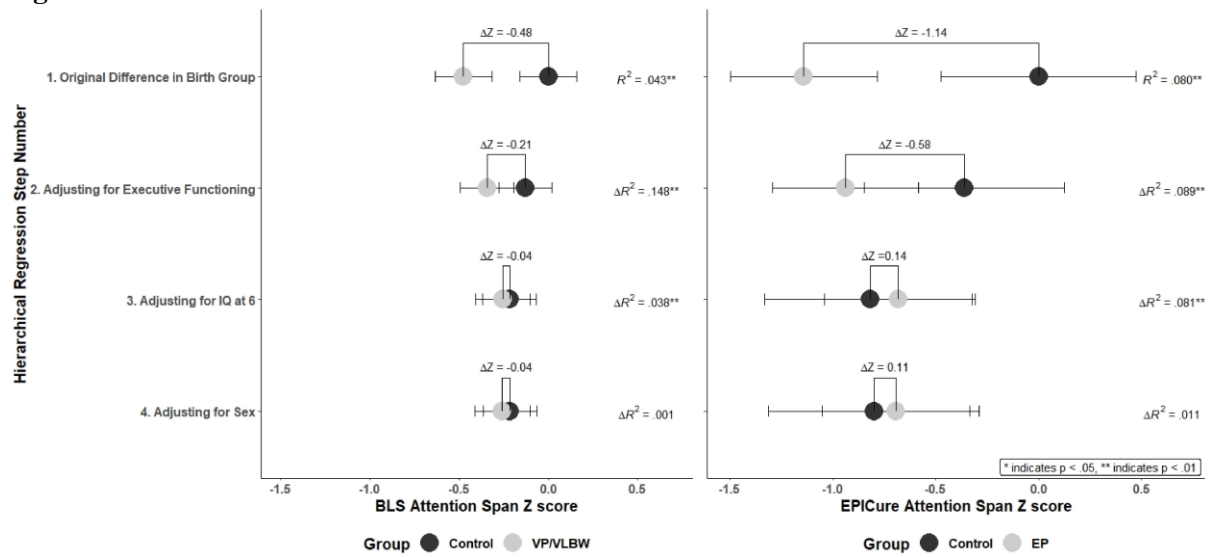 Hierarchical Regression Step Number
1. Original Difference in Birth Group
2. Adjusting for Executive Functioning
3. Adjusting for IQ at 6
4. Adjusting for Sex
ΔZ = -0.48
R² = .043**
ΔZ = -0.21
ΔR² = .148**
ΔZ = -0.04
ΔR² = .038**
ΔZ = -0.04
ΔR² = .001
-1.5 -1.0 -0.5 0.0 0.5
BLS Attention Span Z score
Group Control VP/VLBW
ΔZ = -1.14
R² = .080**
ΔZ = -0.58
ΔR² = .089**
ΔZ =0.14
ΔR² = .081**
ΔZ = 0.11
ΔR² = .011
* indicates p < .05, ** indicates p < .01
-1.5 -1.0 -0.5 0.0 0.5
EPICure Attention Span Z score
Group Control EP